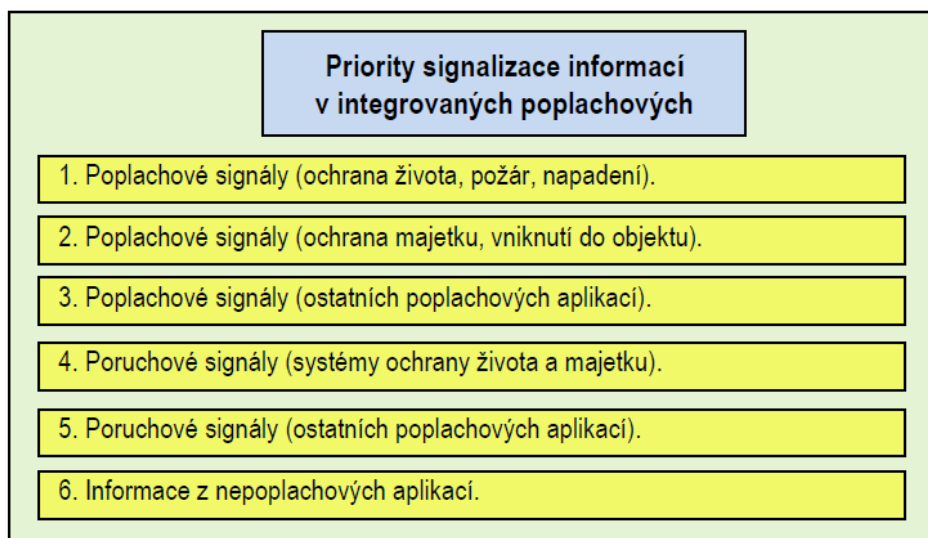 Priority signalizace informací
v integrovaných poplachových
1. Poplachové signály (ochrana života, požár, napadení).
2. Poplachové signály (ochrana majetku, vniknutí do objektu).
3. Poplachové signály (ostatních poplachových aplikací).
4. Poruchové signály (systémy ochrany života a majetku).
5. Poruchové signály (ostatních poplachových aplikací).
6. Informace z nepoplachových aplikací.